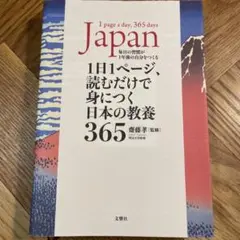 1 page a day, 365 days
Japan
毎日の習慣が
1年後の自分をつくる
1日1ページ、
読むだけで
身につく
日本の教養
365
齋藤孝[監修]
文響社